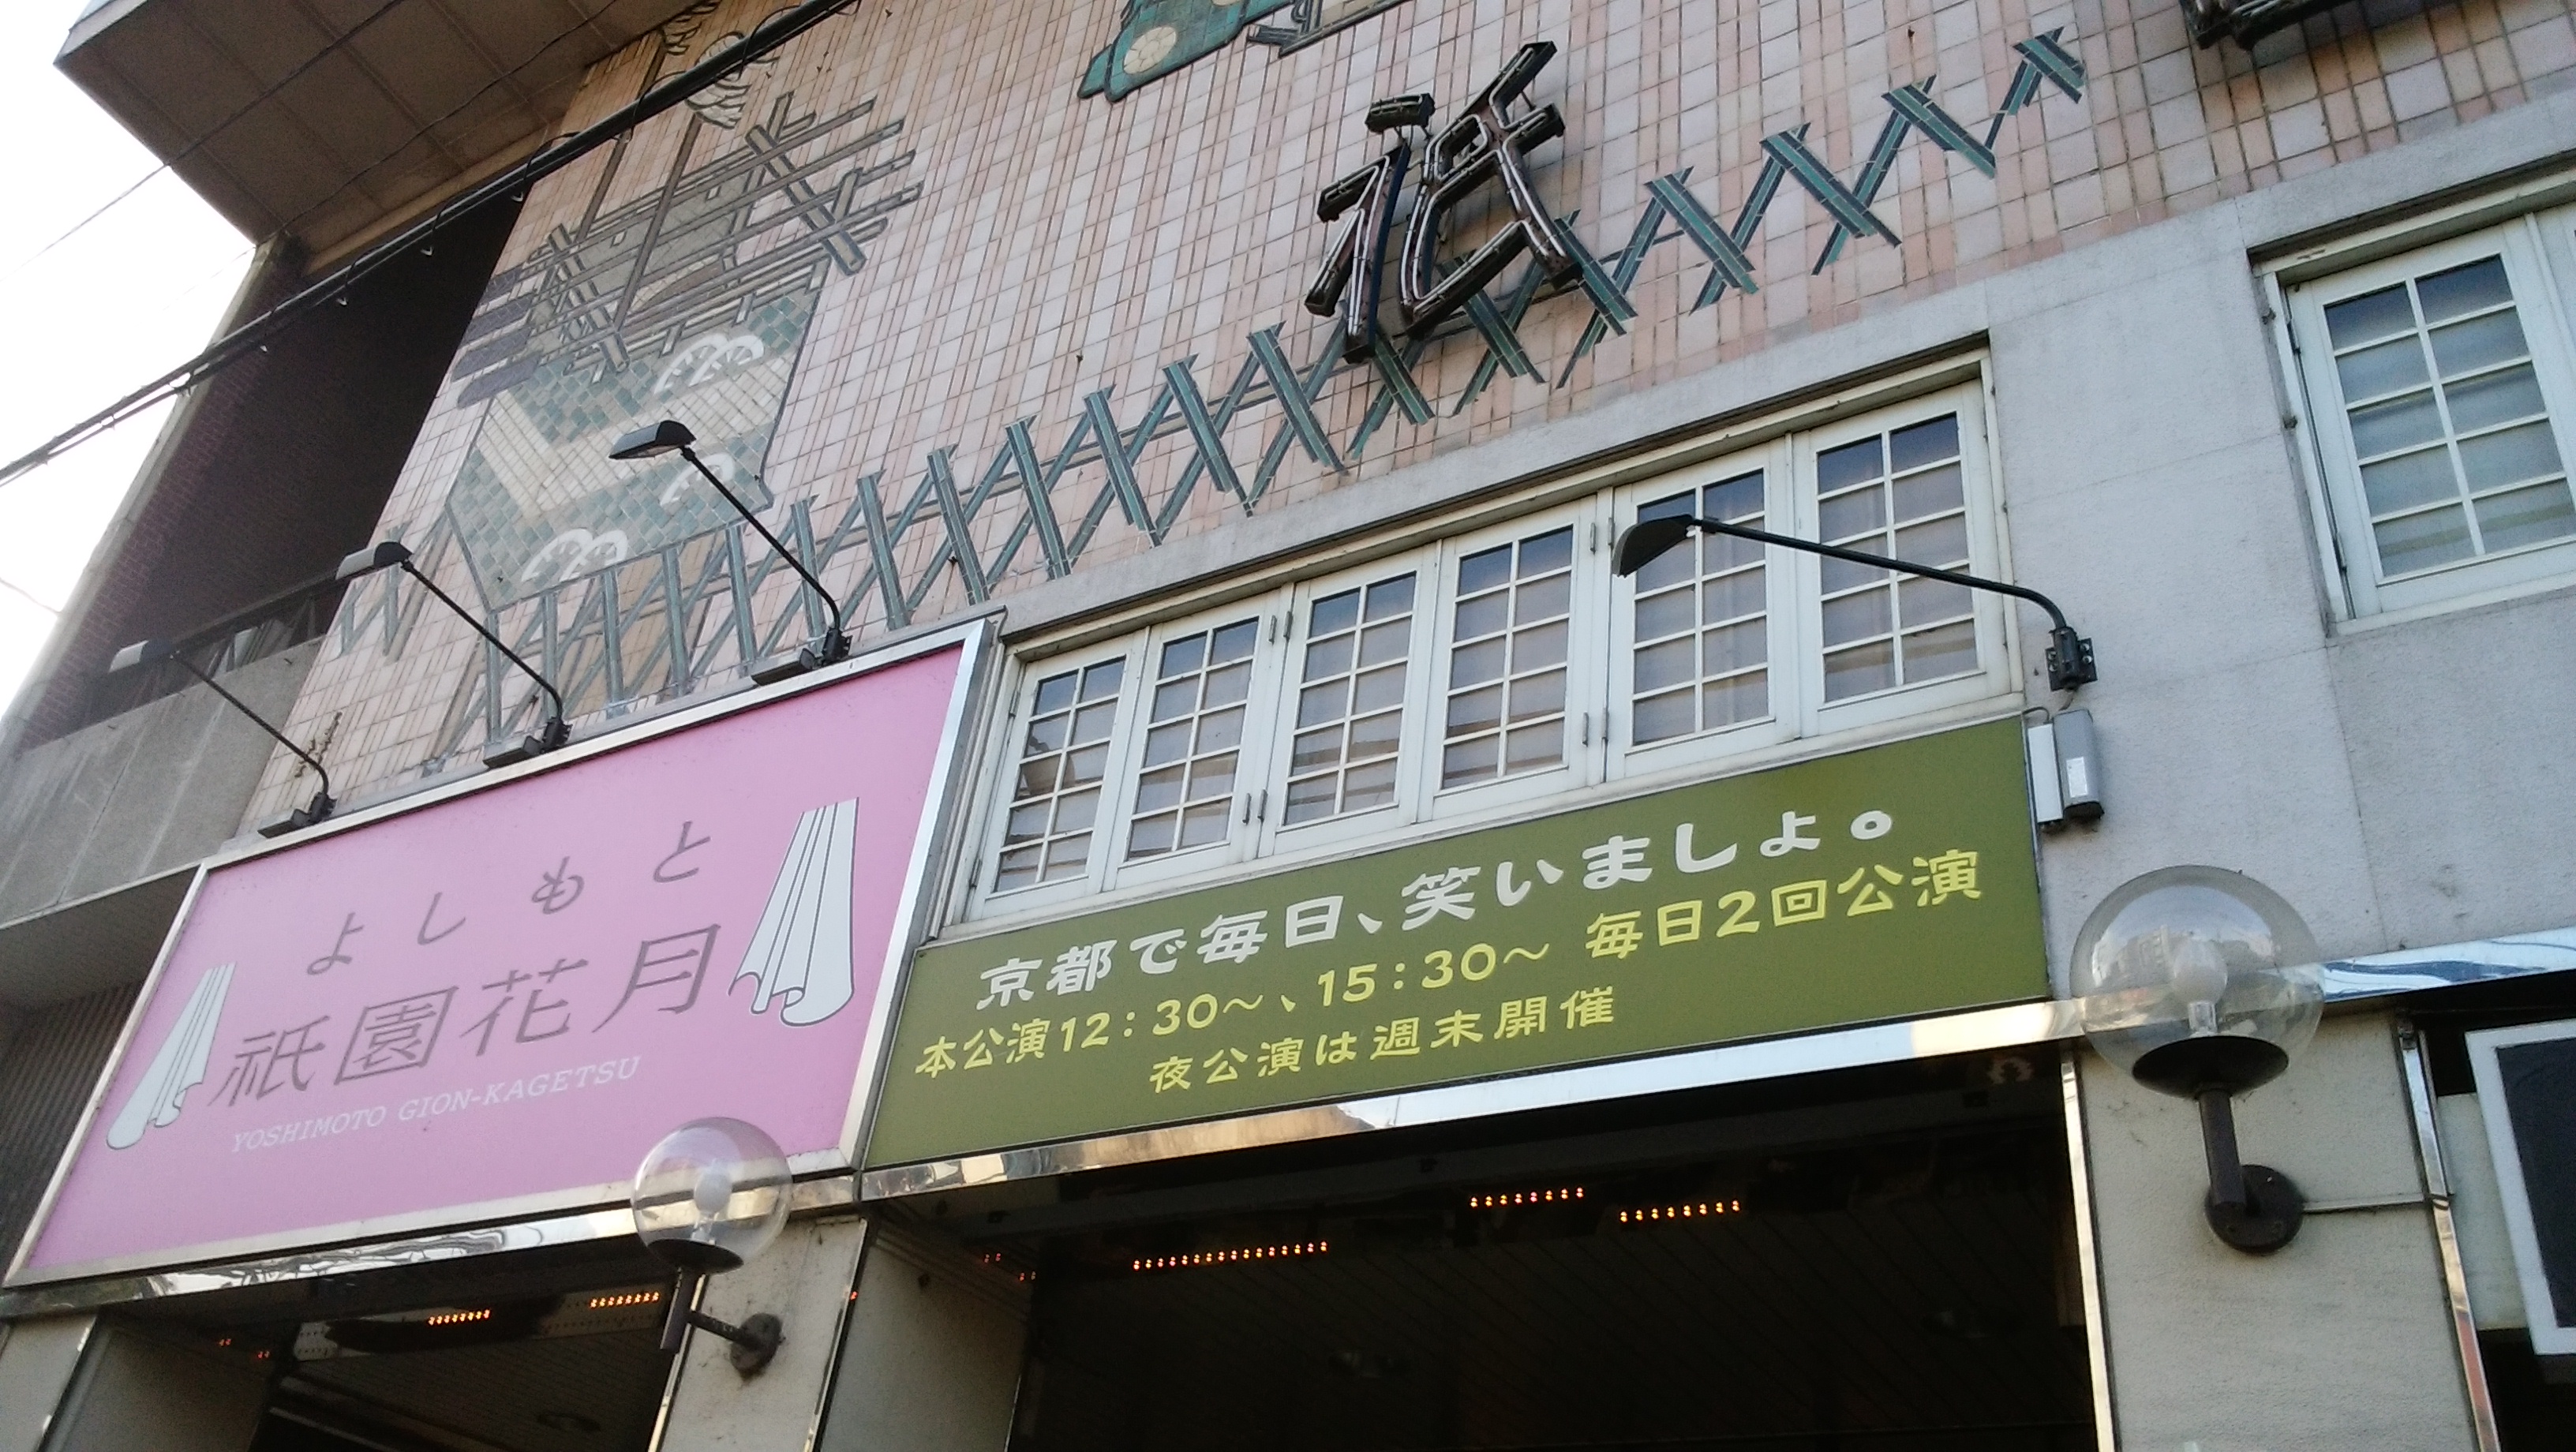 祇
よしもと
祇園花月
YOSHIMOTO GION-KAGETSU
京都で毎日、笑いましょ。
本公演12:30～、15:30～ 毎日2回公演
夜公演は週末開催